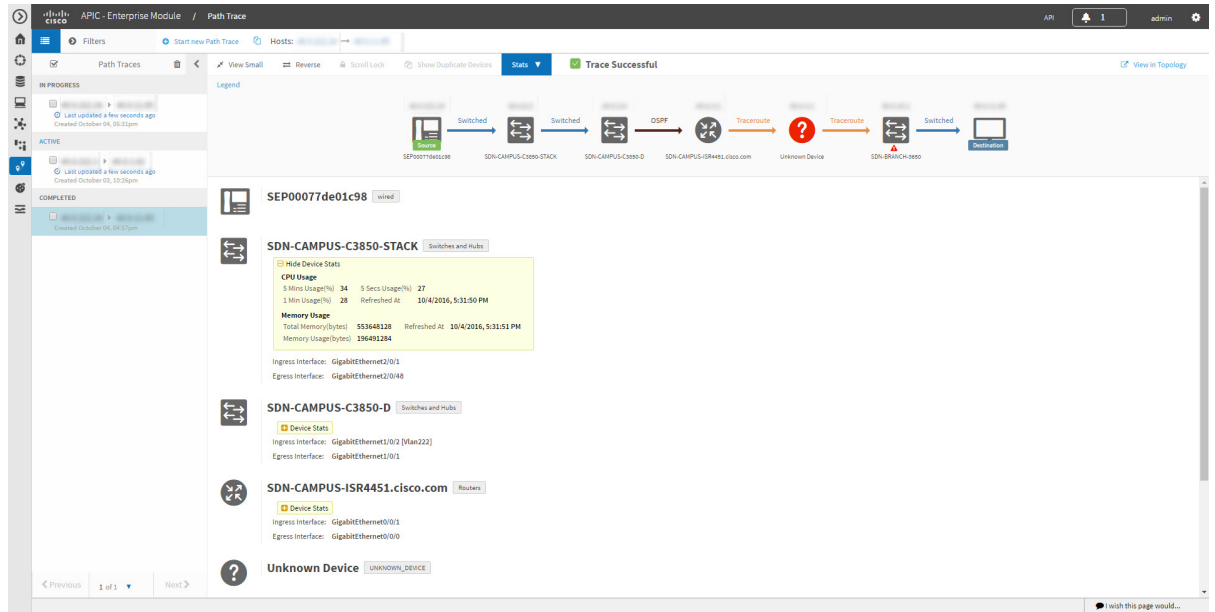 cisco APIC - Enterprise Module / Path Trace API 1 admin
Filters Start new Path Trace Hosts:
Path Traces View Small Reverse Scroll Lock Show Duplicate Devices Stats ▼ Trace Successful View in Topology
IN PROGRESS
Last updated a few seconds ago
Created October 04, 05:31pm
ACTIVE
Last updated a few seconds ago
Created October 03, 10:26pm
COMPLETED
Created October 04, 04:57pm
Previous 1 of 1 ▼ Next
Legend
Switched Switched OSPF Traceroute Traceroute Switched
Source Destination
SEP00077de01c98 SDN-CAMPUS-C3850-STACK SDN-CAMPUS-C3850-D SDN-CAMPUS-ISR4451.cisco.com Unknown Device SDN-BRANCH-3650
SEP00077de01c98 wired
SDN-CAMPUS-C3850-STACK Switches and Hubs
Hide Device Stats
CPU Usage
5 Mins Usage(%) 34 5 Secs Usage(%) 27
1 Min Usage(%) 28 Refreshed At 10/4/2016, 5:31:50 PM
Memory Usage
Total Memory(bytes) 553648128 Refreshed At 10/4/2016, 5:31:51 PM
Memory Usage(bytes) 196491284
Ingress Interface: GigabitEthernet2/0/1
Egress Interface: GigabitEthernet2/0/48
SDN-CAMPUS-C3850-D Switches and Hubs
Device Stats
Ingress Interface: GigabitEthernet1/0/2 [Vlan222]
Egress Interface: GigabitEthernet1/0/1
SDN-CAMPUS-ISR4451.cisco.com Routers
Device Stats
Ingress Interface: GigabitEthernet0/0/1
Egress Interface: GigabitEthernet0/0/0
Unknown Device UNKNOWN_DEVICE
I wish this page would...